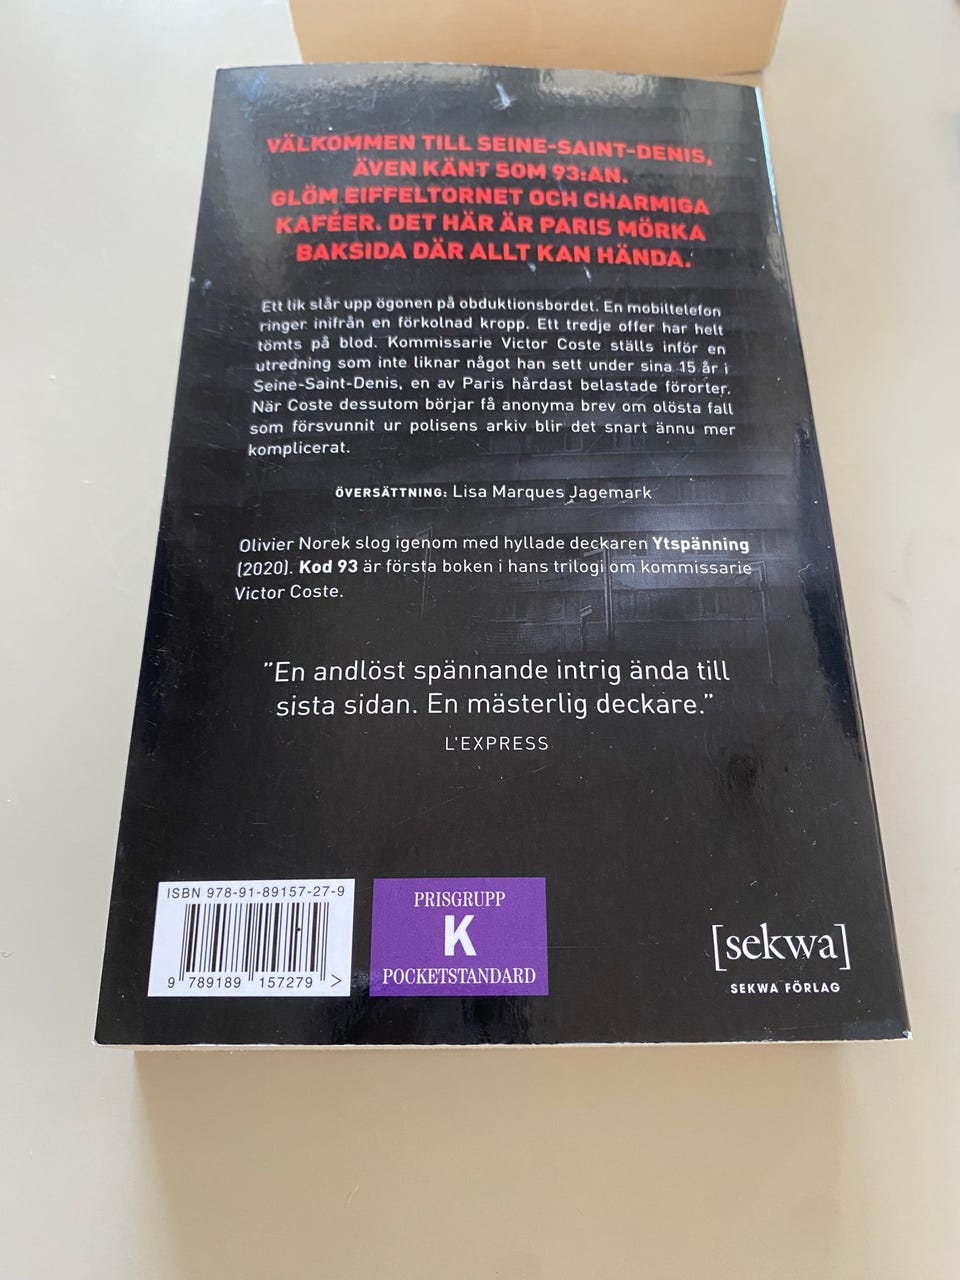 VÄLKOMMEN TILL SEINE-SAINT-DENIS,
ÄVEN KÄNT SOM 93:AN.
GLÖM EIFFELTORNET OCH CHARMIGA
KAFÉER. DET HÄR ÄR PARIS MÖRKA
BAKSIDA DÄR ALLT KAN HÄNDA.
Ett lik slår upp ögonen på obduktionsbordet. En mobiltelefon
ringer inifrån en förkolnad kropp. Ett tredje offer har helt
tömts på blod. Kommissarie Victor Coste ställs inför en
utredning som inte liknar något han sett under sina 15 år i
Seine-Saint-Denis, en av Paris hårdast belastade förorter.
När Coste dessutom börjar få anonyma brev om olösta fall
som försvunnit ur polisens arkiv blir det snart ännu mer
komplicerat.
ÖVERSÄTTNING: Lisa Marques Jagemark
Olivier Norek slog igenom med hyllade deckaren Ytspänning
(2020). Kod 93 är första boken i hans trilogi om kommissarie
Victor Coste.
”En andlöst spännande intrig ända till
sista sidan. En mästerlig deckare.”
L'EXPRESS
ISBN 978-91-89157-27-9
9 789189 157279 >
PRISGRUPP
K
POCKETSTANDARD
[sekwa]
SEKWA FÖRLAG